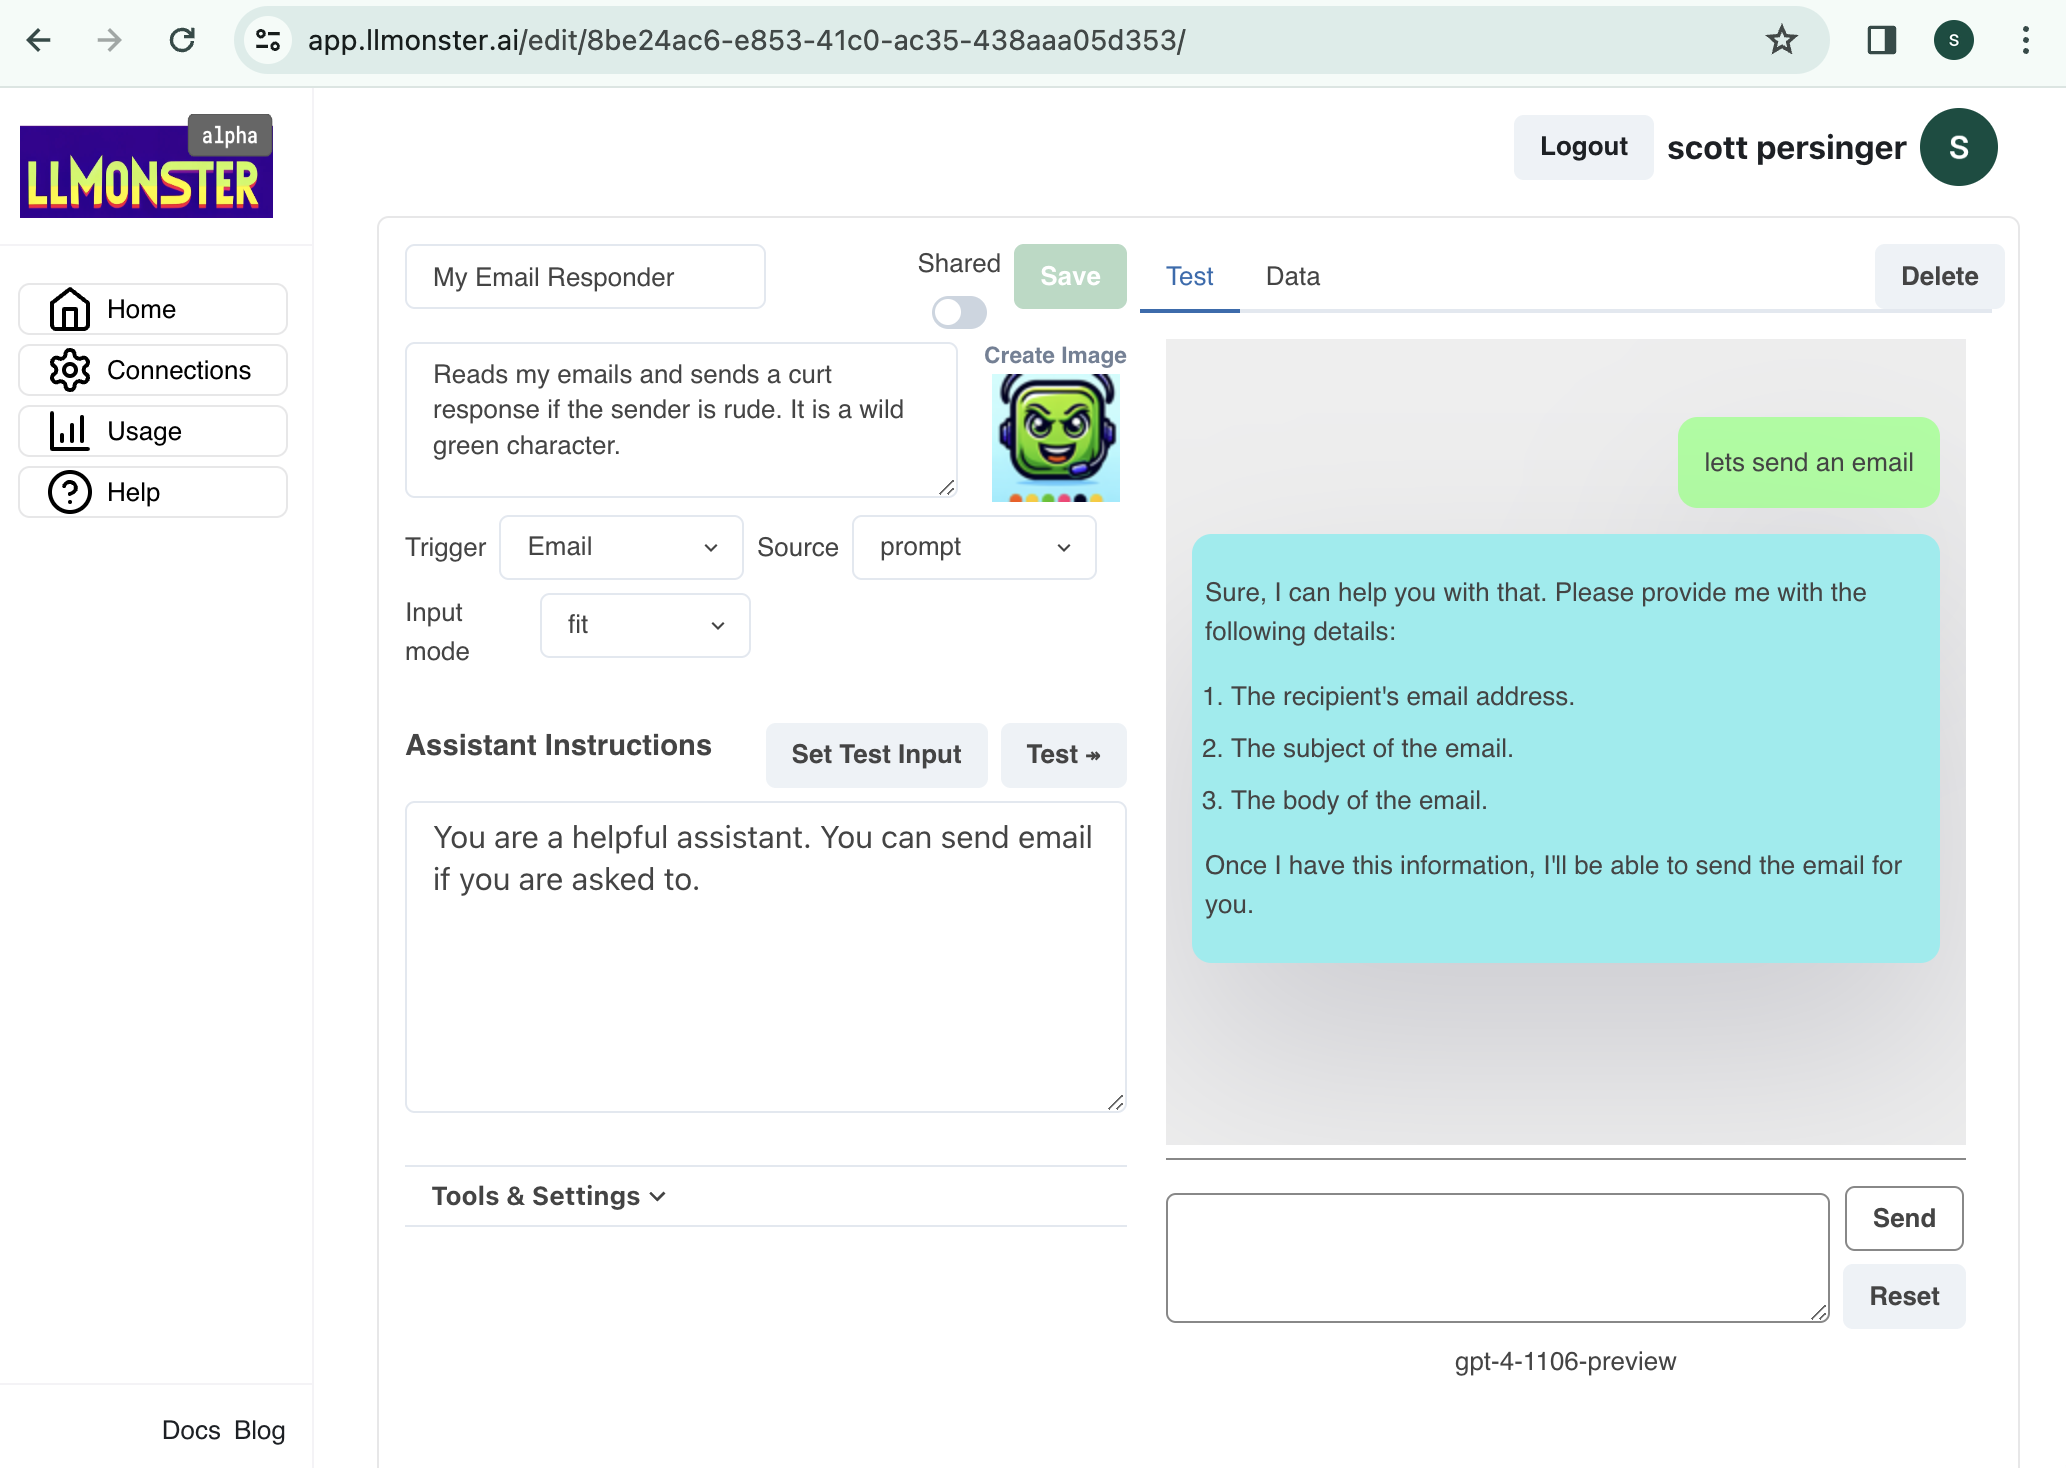 app.llmonster.ai/edit/8be24ac6-e853-41c0-ac35-438aaa05d353/
S
alpha
LLMONSTER
Logout
scott persinger
S
Home
Connections
Usage
Help
My Email Responder
Shared
Save
Test
Data
Delete
Reads my emails and sends a curt
response if the sender is rude. It is a wild
green character.
Create Image
Trigger
Email
Source
prompt
Input
mode
fit
Assistant Instructions
Set Test Input
Test ↠
You are a helpful assistant. You can send email
if you are asked to.
Tools & Settings
lets send an email
Sure, I can help you with that. Please provide me with the
following details:
1. The recipient's email address.
2. The subject of the email.
3. The body of the email.
Once I have this information, I'll be able to send the email for
you.
Send
Reset
gpt-4-1106-preview
Docs Blog